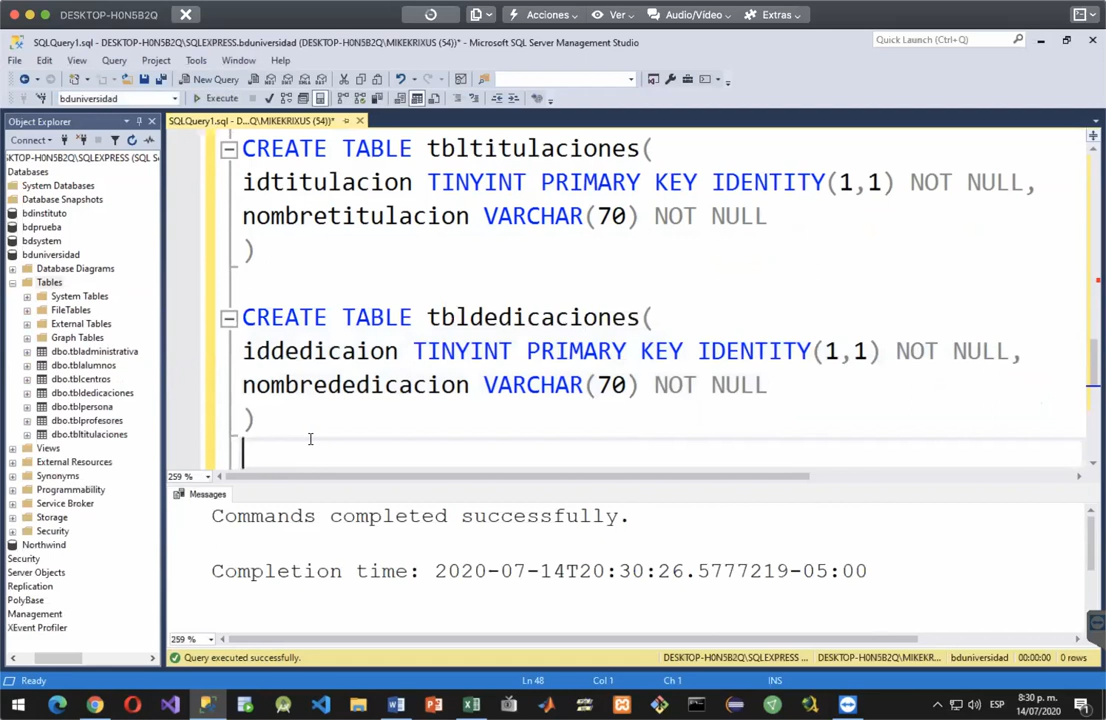 DESKTOP-H0N5B2Q
Acciones
Ver
Audio/Vídeo
Extras
SQLQuery1.sql - DESKTOP-H0N5B2Q\SQLEXPRESS.bduniversidad (DESKTOP-H0N5B2Q\MIKEKRIXUS (54))* - Microsoft SQL Server Management Studio
Quick Launch (Ctrl+Q)
File Edit View Query Project Tools Window Help
New Query
bduniversidad
Execute
Object Explorer
SQLQuery1.sql - D...Q\MIKEKRIXUS (54))*
Connect
KTOP-H0N5B2Q\SQLEXPRESS (SQL S
Databases
System Databases
Database Snapshots
bdinstituto
bdprueba
bdsystem
bduniversidad
Database Diagrams
Tables
System Tables
FileTables
External Tables
Graph Tables
dbo.tbladministrativa
dbo.tblalumnos
dbo.tblcentros
dbo.tbldedicaciones
dbo.tblpersona
dbo.tblprofesores
dbo.tbltitulaciones
Views
External Resources
Synonyms
Programmability
Service Broker
Storage
Security
Northwind
Security
Server Objects
Replication
PolyBase
Management
XEvent Profiler
CREATE TABLE tbltitulaciones(
idtitulacion TINYINT PRIMARY KEY IDENTITY(1,1) NOT NULL,
nombretitulacion VARCHAR(70) NOT NULL
)
CREATE TABLE tbldedicaciones(
iddedicaion TINYINT PRIMARY KEY IDENTITY(1,1) NOT NULL,
nombrededicacion VARCHAR(70) NOT NULL
)
259 %
Messages
Commands completed successfully.
Completion time: 2020-07-14T20:30:26.5777219-05:00
259 %
Query executed successfully.
DESKTOP-H0N5B2Q\SQLEXPRESS ...
DESKTOP-H0N5B2Q\MIKEKR...
bduniversidad
00:00:00
0 rows
Ready
Ln 48
Col 1
Ch 1
INS
ESP
8:30 p. m.
14/07/2020